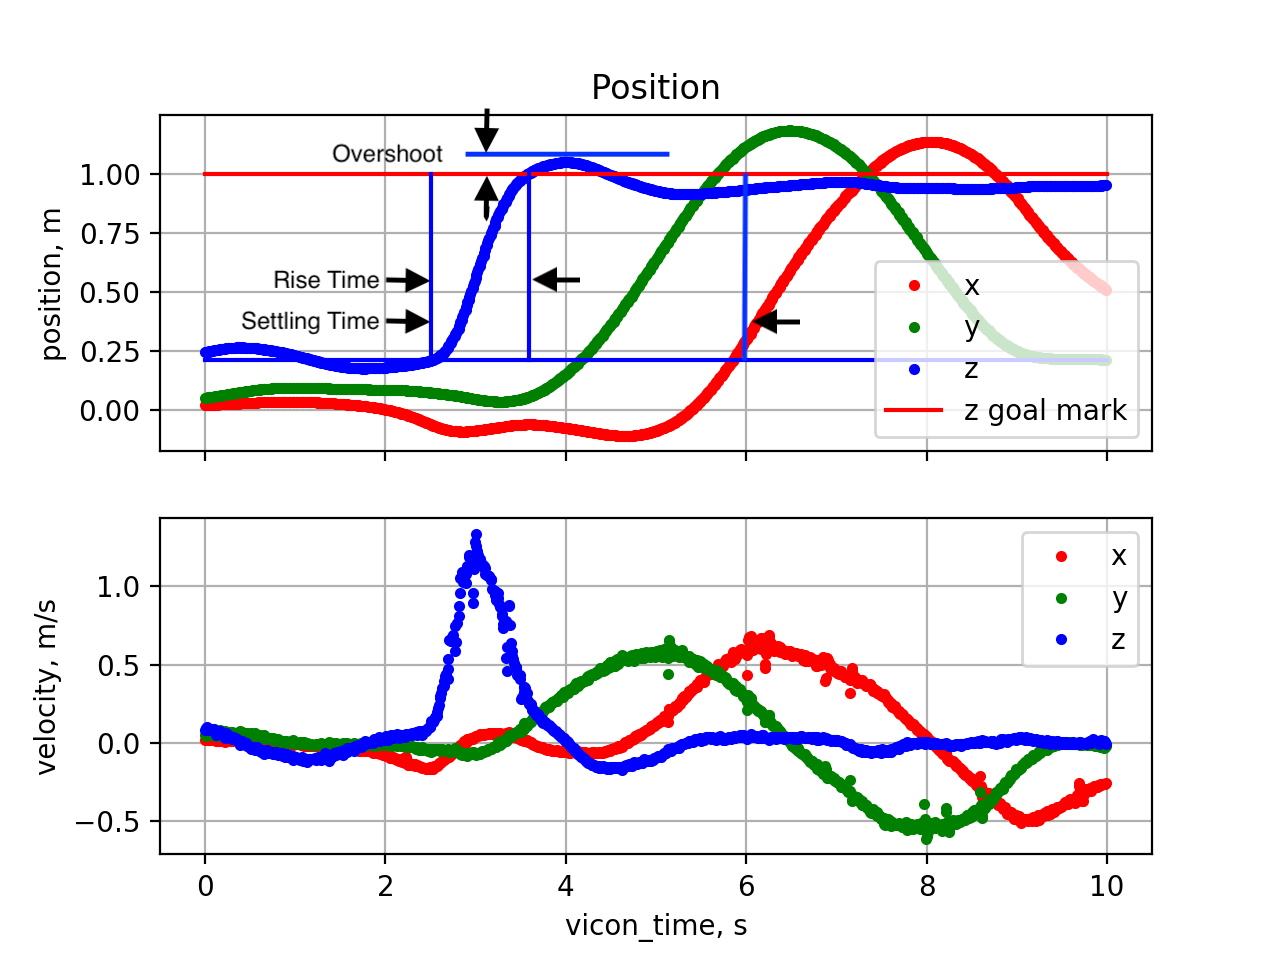 Position
Overshoot
1.00
0.75
Rise Time
0.50
Settling Time
0.25
0.00
position, m
x
y
z
z goal mark
1.0
0.5
0.0
−0.5
velocity, m/s
x
y
z
0 2 4 6 8 10
vicon_time, s